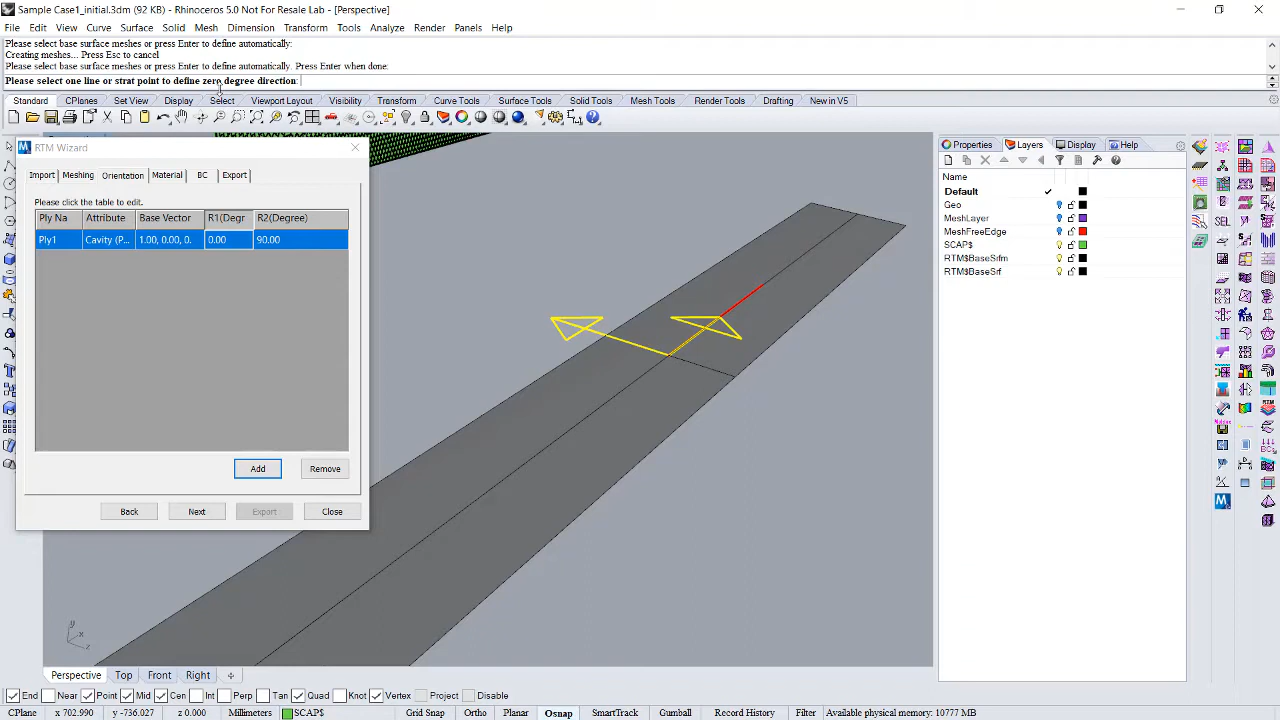 Sample Case1_initial.3dm (92 KB) - Rhinoceros 5.0 Not For Resale Lab - [Perspective]
File Edit View Curve Surface Solid Mesh Dimension Transform Tools Analyze Render Panels Help
Please select base surface meshes or press Enter to define automatically:
Creating meshes... Press Esc to cancel
Please select base surface meshes or press Enter to define automatically. Press Enter when done:
Please select one line or strat point to define zero degree direction:
Standard CPlanes Set View Display Select Viewport Layout Visibility Transform Curve Tools Surface Tools Solid Tools Mesh Tools Render Tools Drafting New in V5
RTM Wizard
Import Meshing Orientation Material BC Export
Please click the table to edit.
Ply Na Attribute Base Vector R1(Degr R2(Degree)
Ply1 Cavity (P... 1.00, 0.00, 0. 0.00 90.00
Add Remove
Back Next Export Close
Properties Layers Display Help
Name
Default
Geo
MeshLayer
MeshFreeEdge
SCAP$
RTM$BaseSrfm
RTM$BaseSrf
y
x
z
Perspective Top Front Right
End Near Point Mid Cen Int Perp Tan Quad Knot Vertex Project Disable
CPlane x 702.990 y -736.027 z 0.000 Millimeters SCAP$ Grid Snap Ortho Planar Osnap SmartTrack Gumball Record History Filter Available physical memory: 10777 MB